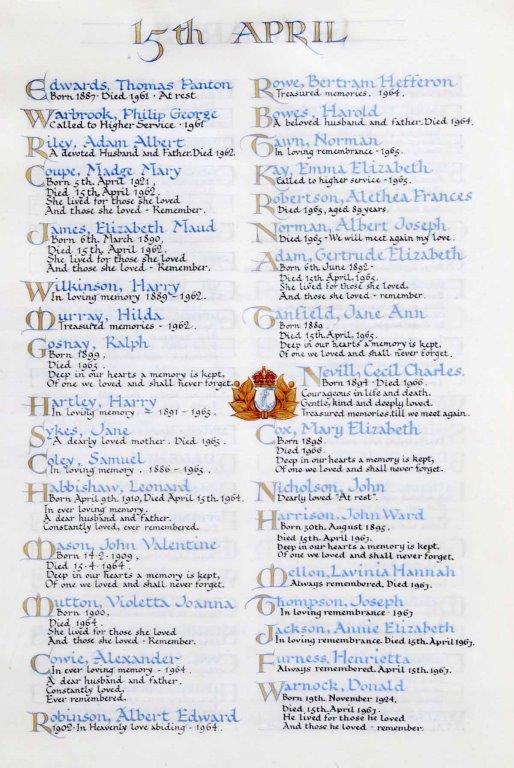 15th APRIL
Edwards, Thomas Panton
Born 1887 · Died 1961 · At rest
Warbrook, Philip George
Called to Higher Service · 1961
Riley, Adam Albert
A devoted Husband and Father. Died 1962.
Coupe, Madge Mary
Born 5th. April 1921,
Died 15th. April 1962.
She lived for those she loved
And those she loved - Remember.
James, Elizabeth Maud
Born 6th. March 1890,
Died 15th. April 1962.
She lived for those she loved
And those she loved - Remember.
Wilkinson, Harry
In loving memory 1889 - 1962.
Murray, Hilda
Treasured memories - 1962.
Gosnay, Ralph
Born 1899,
Died 1963.
Deep in our hearts a memory is kept,
Of one we loved and shall never forget.
Hartley, Harry
In loving memory = 1891 - 1963.
Sykes, Jane
A dearly loved mother. Died 1963.
Coley, Samuel
In loving memory . 1886 - 1963.
Habbishaw, Leonard
Born April 9th. 1910, Died April 15th. 1964.
In ever loving memory.
A dear husband and father.
Constantly loved, ever remembered.
Mason, John Valentine
Born 14 · 2 · 1909,
Died 15 · 4 · 1964.
Deep in our hearts a memory is kept,
Of one we loved and shall never forget.
Mutton, Violetta Joanna
Born 1900,
Died 1964.
She lived for those she loved
And those she loved - Remember.
Cowie, Alexander
In ever loving memory - 1964.
A dear husband and father.
Constantly loved,
Ever remembered.
Robinson, Albert Edward
1902 · In Heavenly love abiding - 1964.
Rowe, Bertram Hefferon
Treasured memories. 1964.
Bowes, Harold
A beloved husband and father. Died 1964.
Tawn, Norman
In loving remembrance · 1965.
Kay, Emma Elizabeth
Called to higher service - 1965.
Robertson, Alethea Frances
Died 1965, aged 89 years.
Norman, Albert Joseph
Died 1965 - We will meet again my love.
Adam, Gertrude Elizabeth
Born 6th. June 1892 -
Died 15th April, 1965.
She lived for those she loved,
And those she loved - remember.
Ganfield, Jane Ann
Born 1889
Died 15th. April, 1965.
Deep in our hearts a memory is kept,
Of one we loved and shall never forget.
Nevill, Cecil Charles.
Born 1894 · Died 1966.
Courageous in life and death.
Gentle, kind and deeply loved.
Treasured memories, till we meet again.
Cox, Mary Elizabeth
Born 1898.
Died 1966.
Deep in our hearts a memory is kept,
Of one we loved and shall never forget.
Nicholson, John
Dearly loved "At rest".
Harrison, John Ward
Born 30th. August 1895,
Died 15th. April, 1967.
Deep in our hearts a memory is kept,
Of one we loved and shall never forget.
Mellon, Lavinia Hannah
Always remembered. Died 1967.
Thompson, Joseph
In loving remembrance · 1967
Jackson, Annie Elizabeth
In loving remembrance. Died 15th. April 1967.
Furness, Henrietta
Always remembered. April 15th. 1967.
Warnock, Donald
Born 19th. November 1924,
Died 15th. April 1967.
He lived for those he loved
And those he loved - remember.